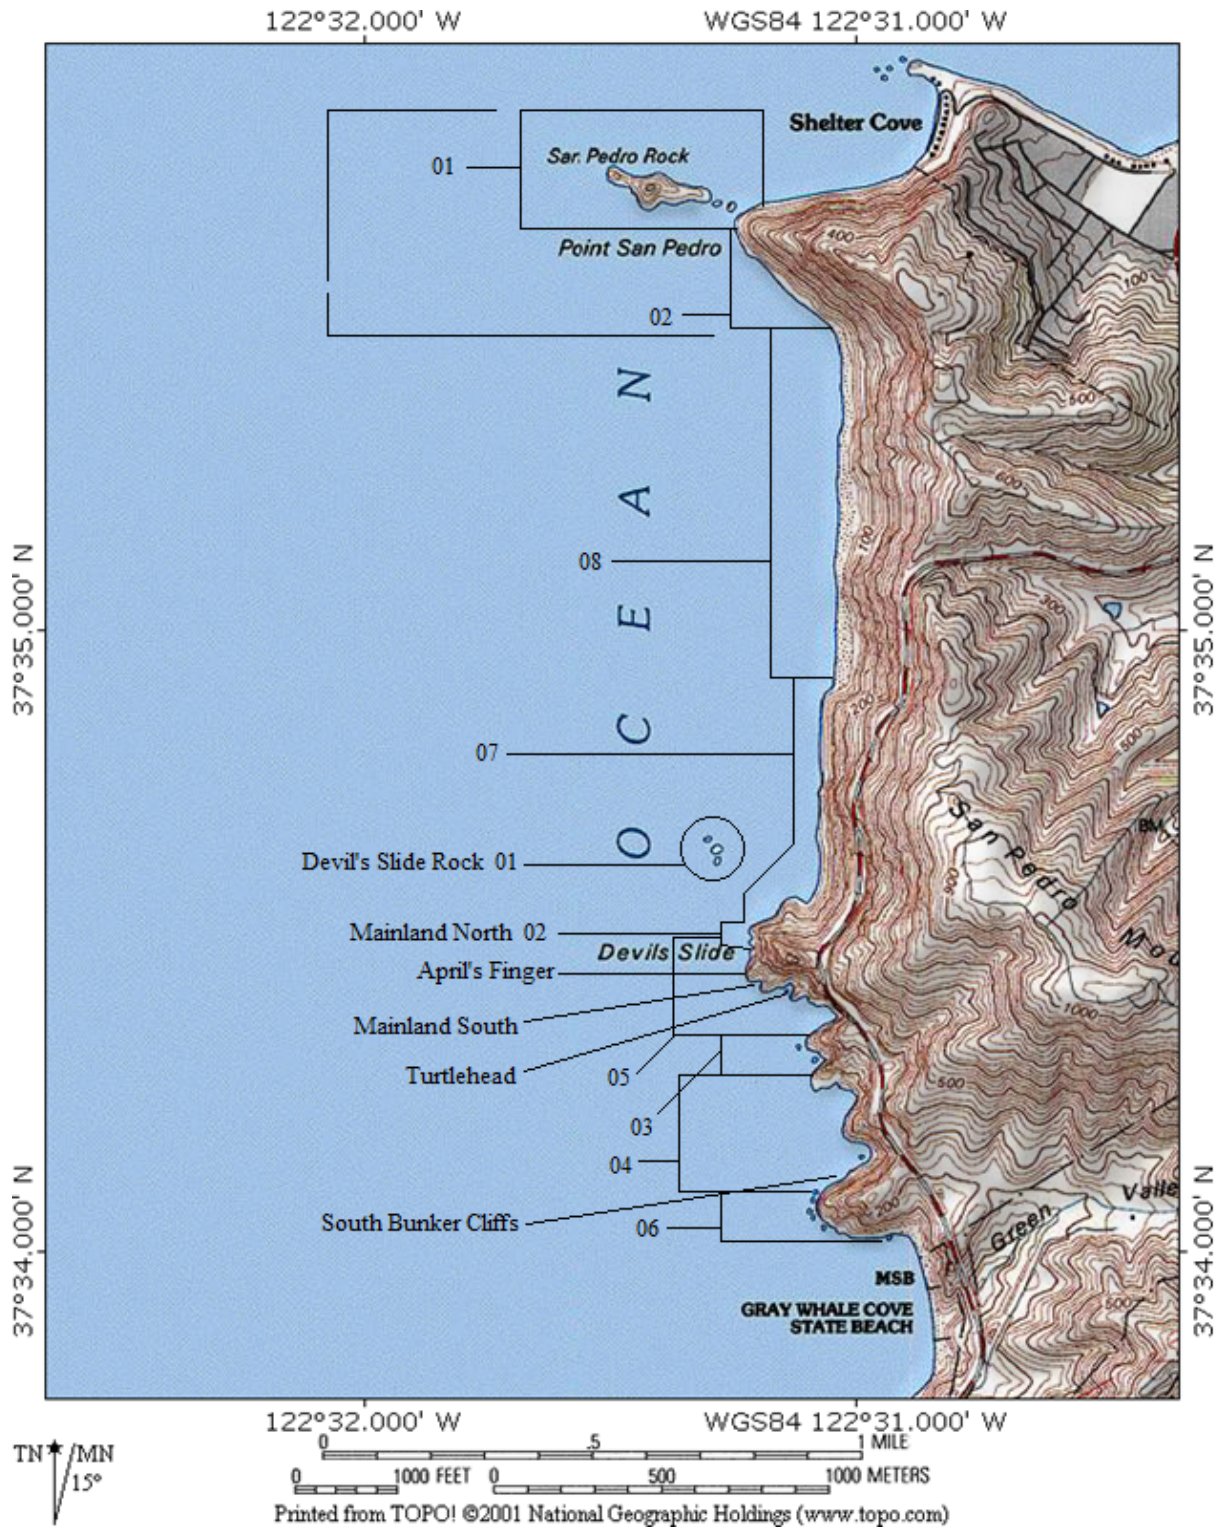 122°32.000' W
WGS84 122°31.000' W
Shelter Cove
San Pedro Rock
01
Point San Pedro
400
100
02
500
OCEAN
600
100
08
37°35.000' N
37°35.000' N
300
200
500
07
San Pedro
BM
Devil's Slide Rock 01
900
Mainland North 02
Devils Slide
Mou
April's Finger
1000
Mainland South
Turtlehead
05
500
03
04
South Bunker Cliffs
06
200
Green
Valle
37°34.000' N
37°34.000' N
MSB
GRAY WHALE COVE
STATE BEACH
500
122°32.000' W
WGS84 122°31.000' W
TN
MN
15°
0 .5 1 MILE
0 1000 FEET 0 500 1000 METERS
Printed from TOPO! ©2001 National Geographic Holdings (www.topo.com)